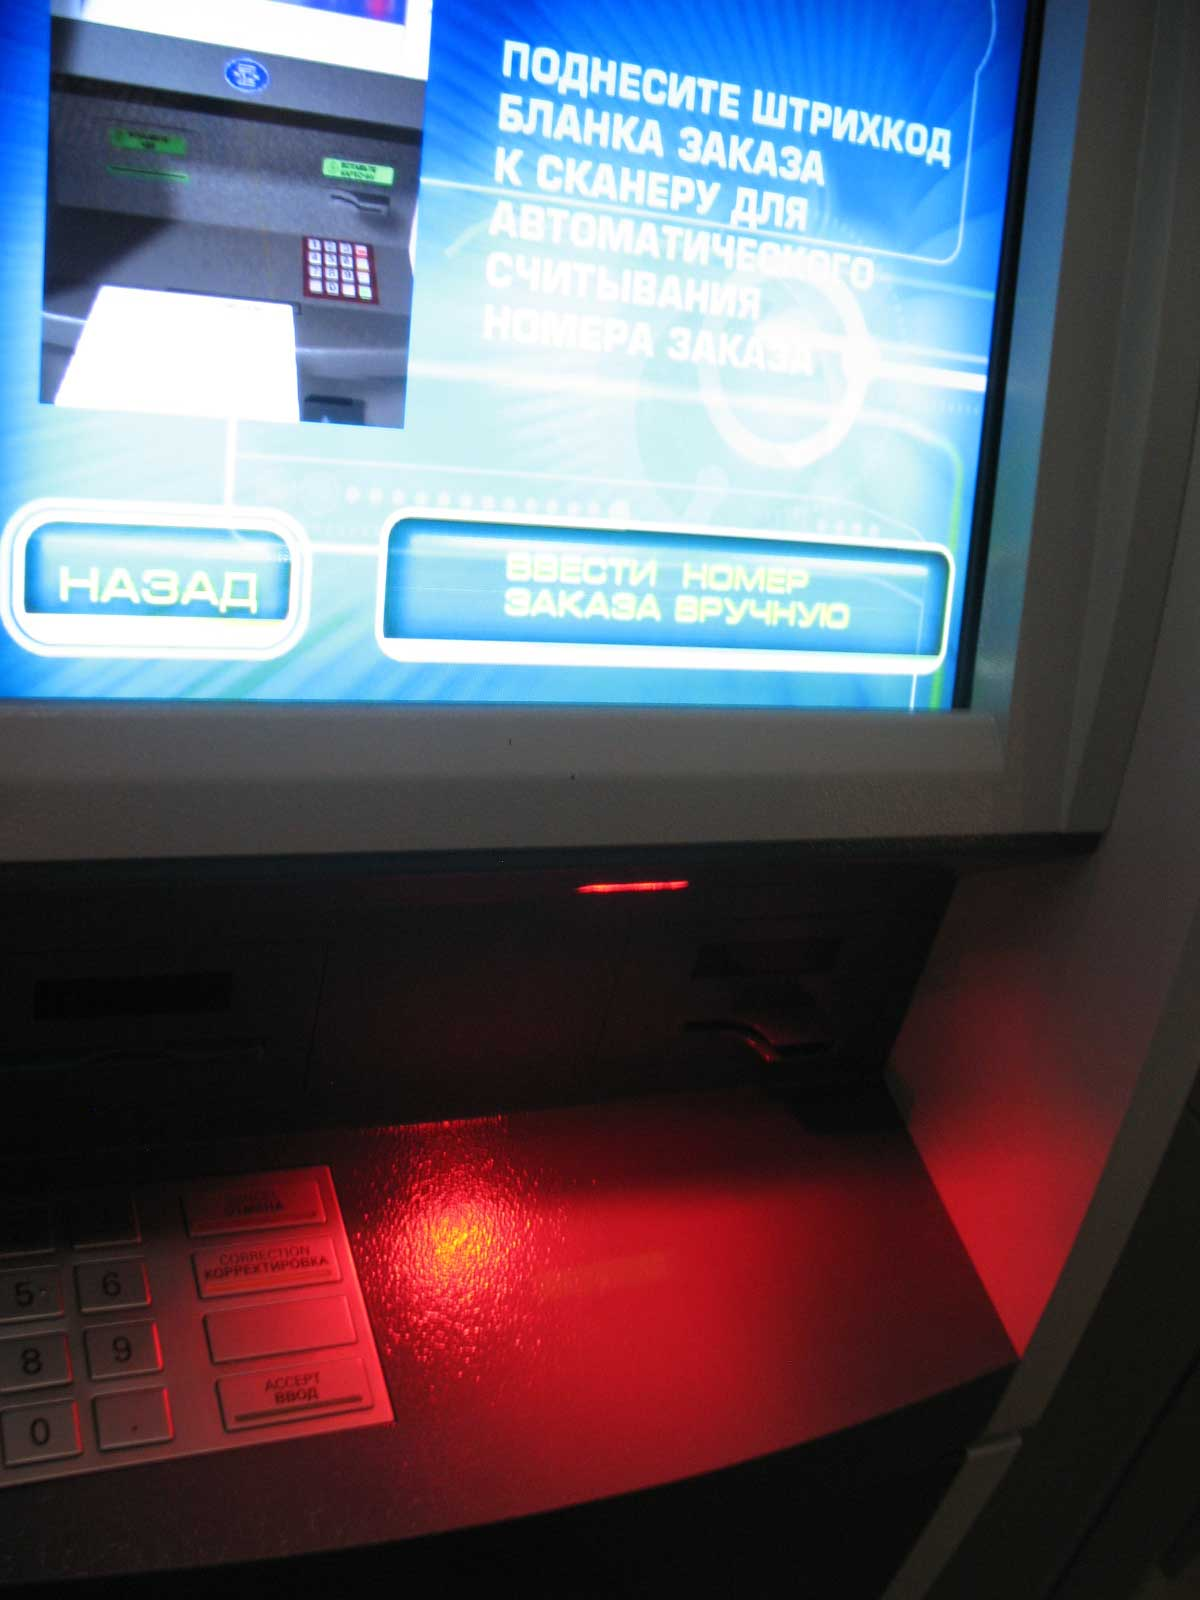 ПОДНЕСИТЕ ШТРИХКОД
БЛАНКА ЗАКАЗА
К СКАНЕРУ ДЛЯ
АВТОМАТИЧЕСКОГО
СЧИТЫВАНИЯ
НОМЕРА ЗАКАЗА
НАЗАД
ВВЕСТИ НОМЕР
ЗАКАЗА ВРУЧНУЮ
ОТМЕНА
CORRECTION
КОРРЕКТИРОВКА
5
6
8
9
ACCEPT
ВВОД
0
.